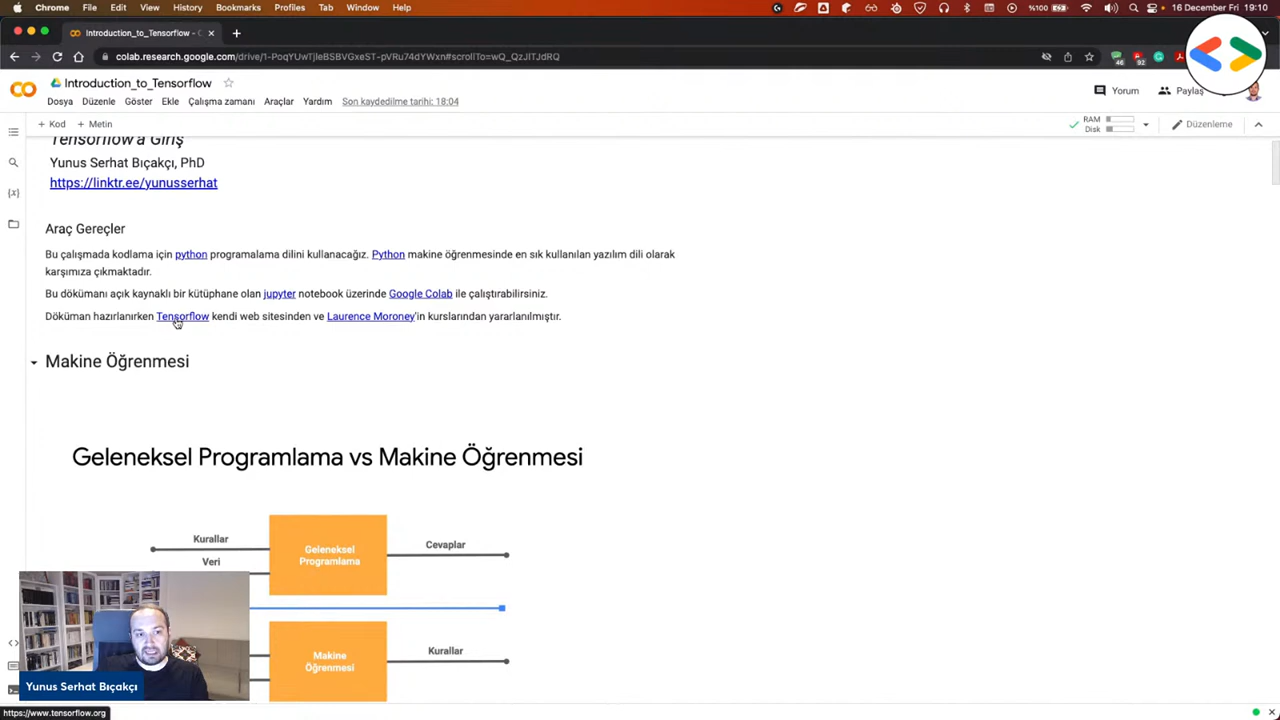 Chrome File Edit View History Bookmarks Profiles Tab Window Help %100 16 December Fri 19:10
Introduction_to_Tensorflow - C
colab.research.google.com/drive/1-PoqYUwTjleBSBVGxeST-pVRu74dYWxn#scrollTo=wQ_QzJlTJdRQ
Introduction_to_Tensorflow
Dosya Düzenle Göster Ekle Çalışma zamanı Araçlar Yardım Son kaydedilme tarihi: 18:04
Yorum Paylaş
+ Kod + Metin
RAM
Disk
Düzenleme
Tensorflow'a Giriş
Yunus Serhat Bıçakçı, PhD
https://linktr.ee/yunusserhat
Araç Gereçler
Bu çalışmada kodlama için python programalama dilini kullanacağız. Python makine öğrenmesinde en sık kullanılan yazılım dili olarak
karşımıza çıkmaktadır.
Bu dökümanı açık kaynaklı bir kütüphane olan jupyter notebook üzerinde Google Colab ile çalıştırabilirsiniz.
Döküman hazırlanırken Tensorflow kendi web sitesinden ve Laurence Moroney'in kurslarından yararlanılmıştır.
Makine Öğrenmesi
Geleneksel Programlama vs Makine Öğrenmesi
Kurallar
Veri
Geleneksel
Programlama
Cevaplar
Makine
Öğrenmesi
Kurallar
Yunus Serhat Bıçakçı
https://www.tensorflow.org